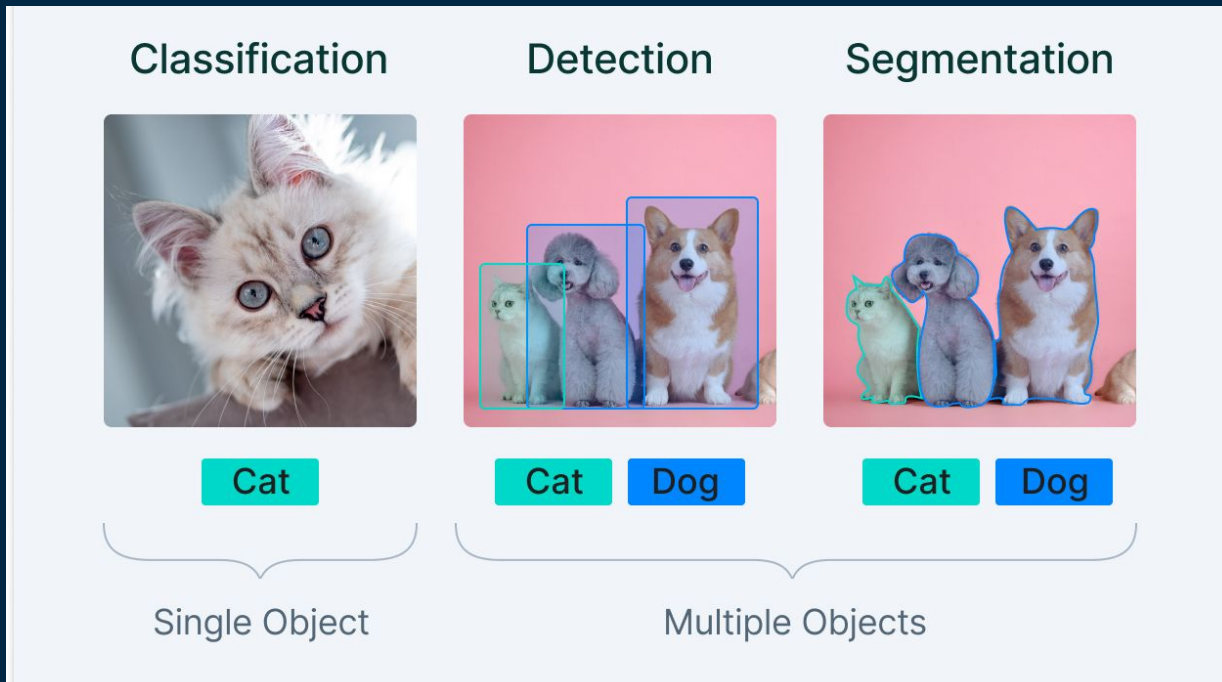 Classification
Detection
Segmentation
Cat
Cat
Dog
Cat
Dog
Single Object
Multiple Objects